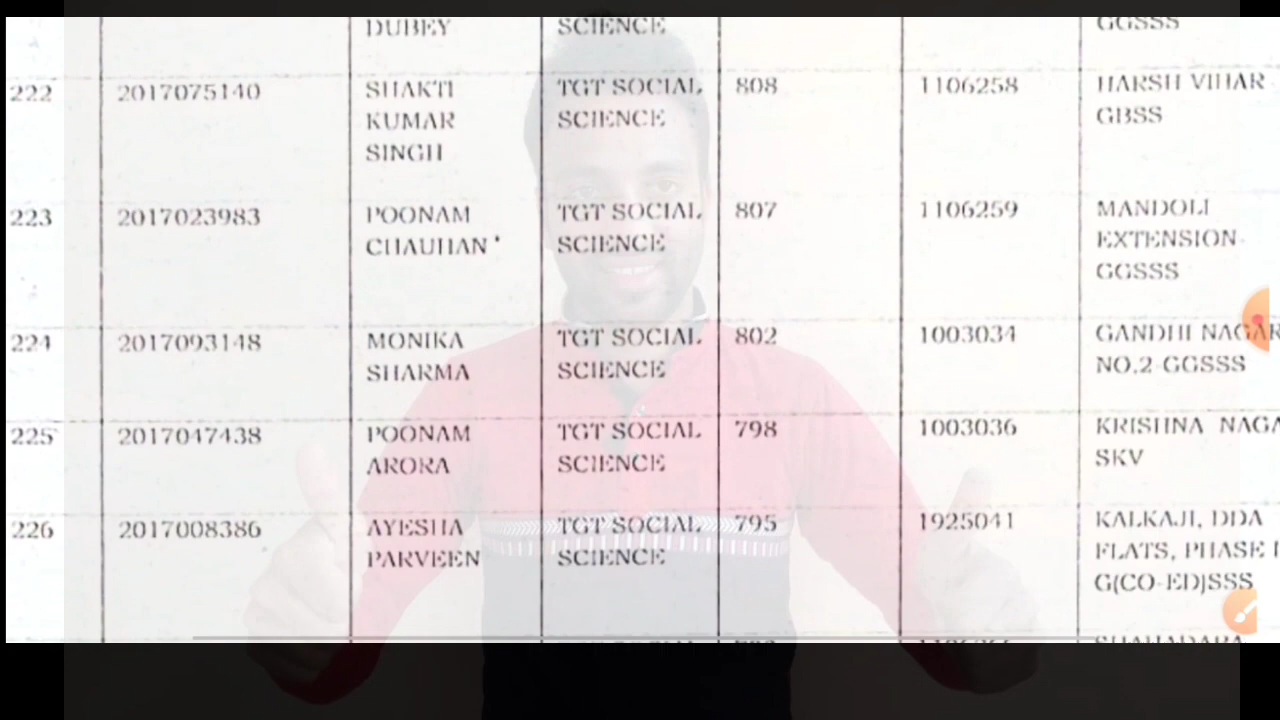 DUBEY SCIENCE GGSSS
222 2017075140 SHAKTI TGT SOCIAL 808 1106258 HARSH VIHAR
KUMAR SCIENCE GBSS
SINGH
223 2017023983 POONAM TGT SOCIAL 807 1106259 MANDOLI
CHAUHAN SCIENCE EXTENSION
GGSSS
224 2017093148 MONIKA TGT SOCIAL 802 1003034 GANDHI NAGAR
SHARMA SCIENCE NO.2 GGSSS
225 2017047438 POONAM TGT SOCIAL 798 1003036 KRISHNA NAGA
ARORA SCIENCE SKV
226 2017008386 AYESHA TGT SOCIAL 795 1925041 KALKAJI, DDA
PARVEEN SCIENCE FLATS, PHASE
G(CO-ED)SSS